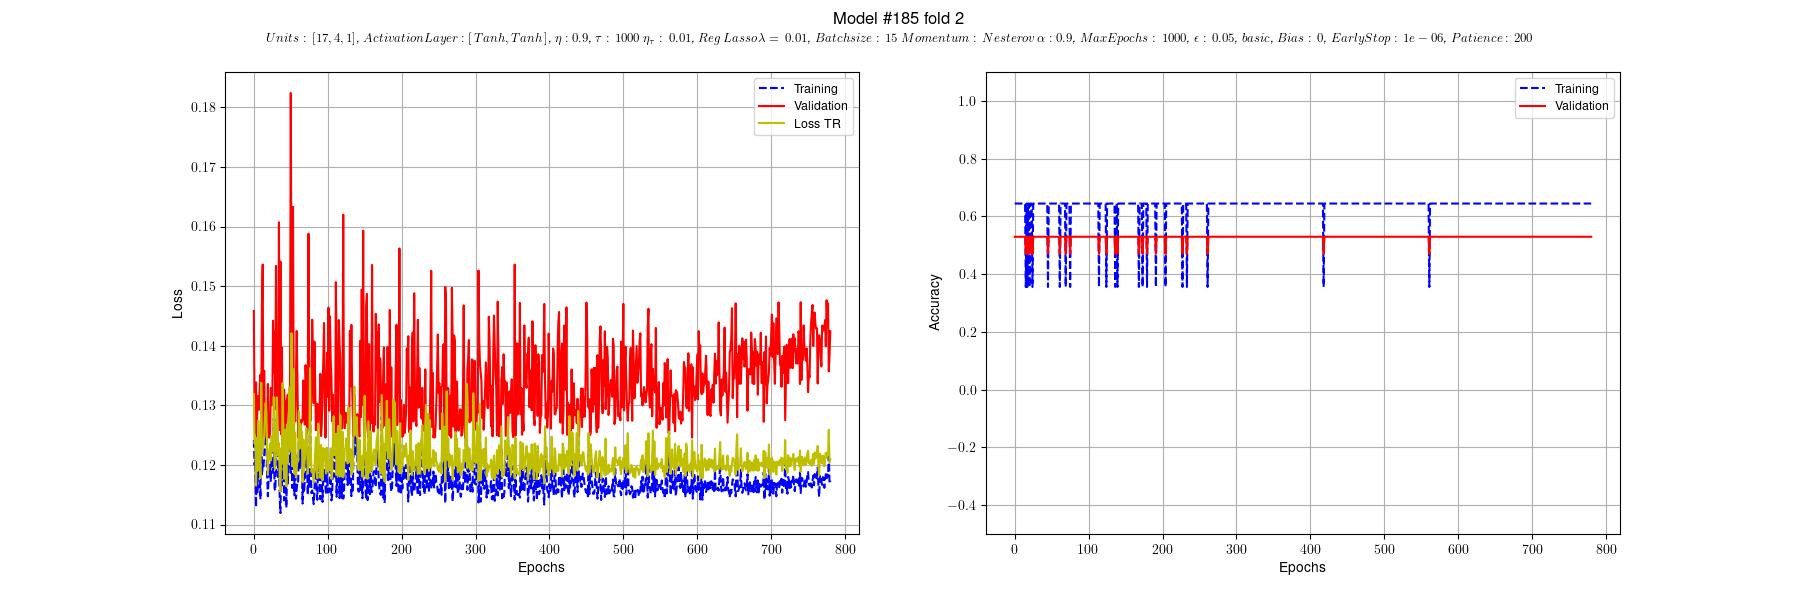 Model #185 fold 2
Units : [17, 4, 1], ActivationLayer : [Tanh, Tanh], η : 0.9, τ : 1000 ητ : 0.01, Reg Lasso λ = 0.01, Batchsize : 15 Momentum : Nesterov α : 0.9, MaxEpochs : 1000, ϵ : 0.05, basic, Bias : 0, EarlyStop : 1e − 06, Patience : 200
Training
Validation
Loss TR
0.18
0.17
0.16
0.15
0.14
0.13
0.12
0.11
Loss
0 100 200 300 400 500 600 700 800
Epochs
Training
Validation
1.0
0.8
0.6
0.4
0.2
0.0
−0.2
−0.4
Accuracy
0 100 200 300 400 500 600 700 800
Epochs